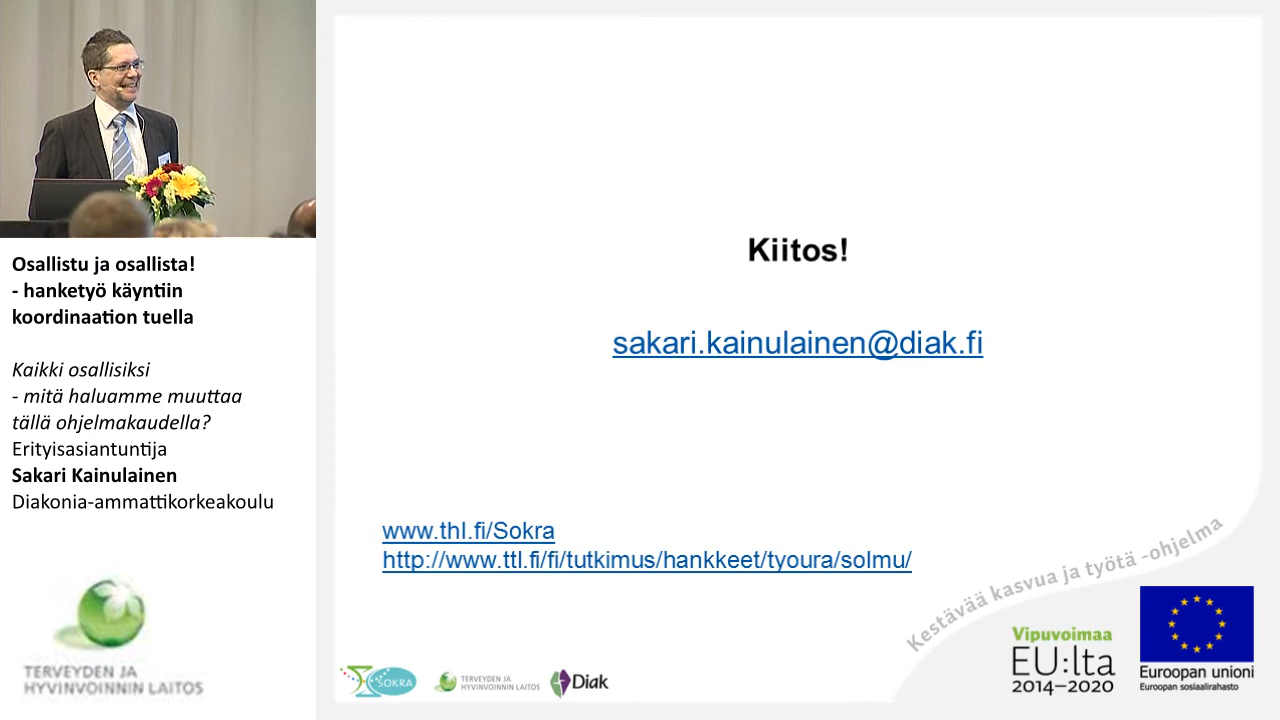 Osallistu ja osallista!
- hanketyö käyntiin
koordinaation tuella
Kaikki osallisiksi
- mitä haluamme muuttaa
tällä ohjelmakaudella?
Erityisasiantuntija
Sakari Kainulainen
Diakonia-ammattikorkeakoulu
TERVEYDEN JA
HYVINVOINNIN LAITOS
Kiitos!
sakari.kainulainen@diak.fi
www.thl.fi/Sokra
http://www.ttl.fi/fi/tutkimus/hankkeet/tyoura/solmu/
Kestävää kasvua ja työtä -ohjelma
SOKRA
TERVEYDEN JA
HYVINVOINNIN LAITOS
Diak
Vipuvoimaa
EU:lta
2014–2020
Euroopan unioni
Euroopan sosiaalirahasto